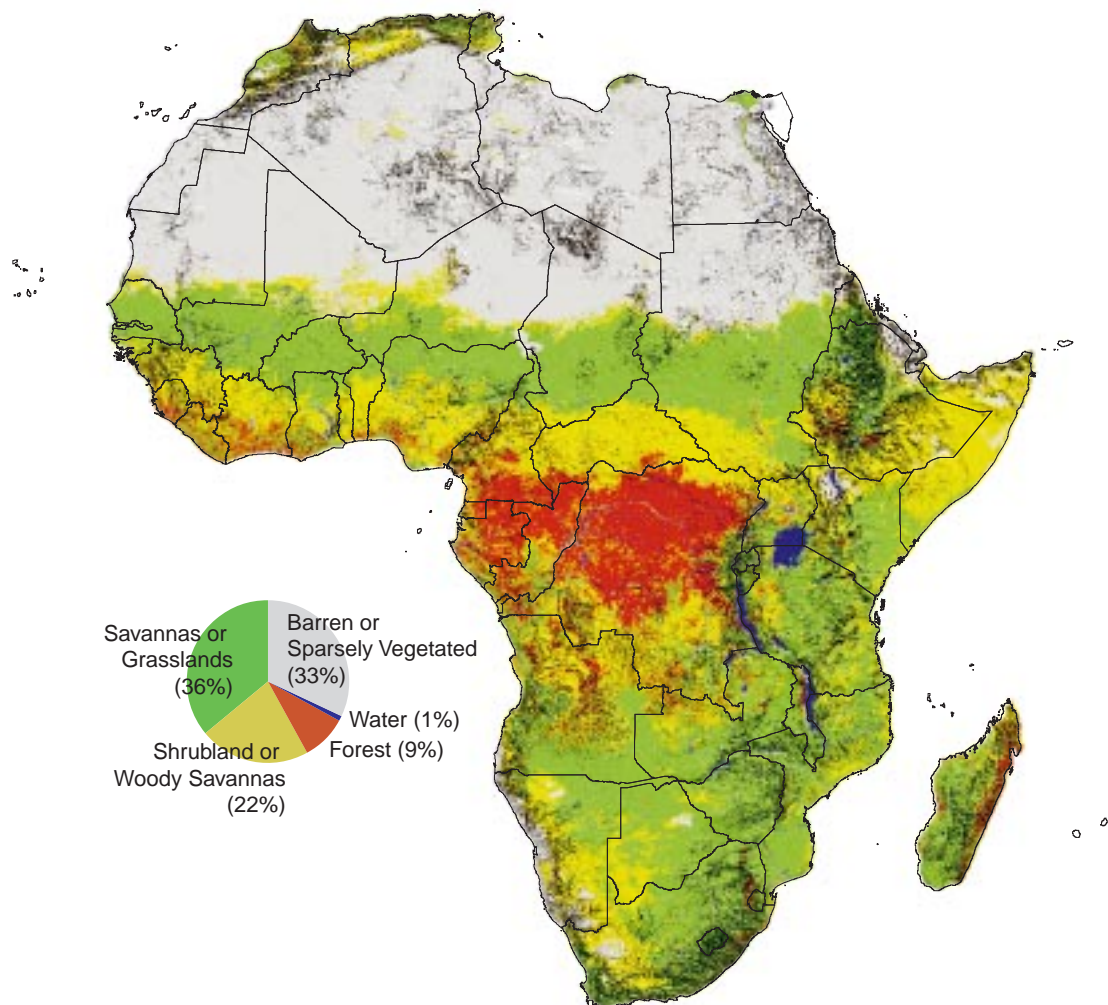 Savannas or
Grasslands
(36%)
Barren or
Sparsely Vegetated
(33%)
Water (1%)
Forest (9%)
Shrubland or
Woody Savannas
(22%)